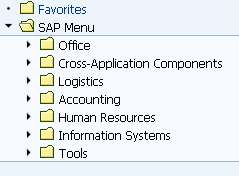 Favorites
SAP Menu
Office
Cross-Application Components
Logistics
Accounting
Human Resources
Information Systems
Tools